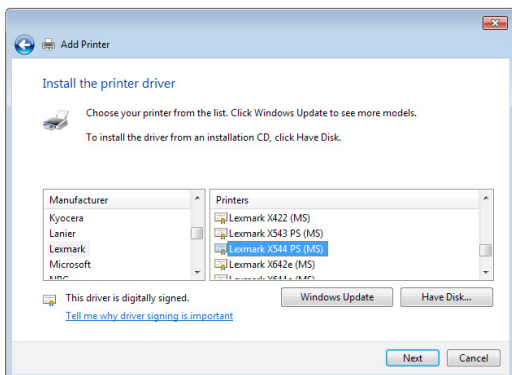 Add Printer
Install the printer driver
Choose your printer from the list. Click Windows Update to see more models.
To install the driver from an installation CD, click Have Disk.
Manufacturer
Kyocera
Lanier
Lexmark
Microsoft
Printers
Lexmark X422 (MS)
Lexmark X543 PS (MS)
Lexmark X544 PS (MS)
Lexmark X642e (MS)
This driver is digitally signed.
Tell me why driver signing is important
Windows Update
Have Disk...
Next
Cancel